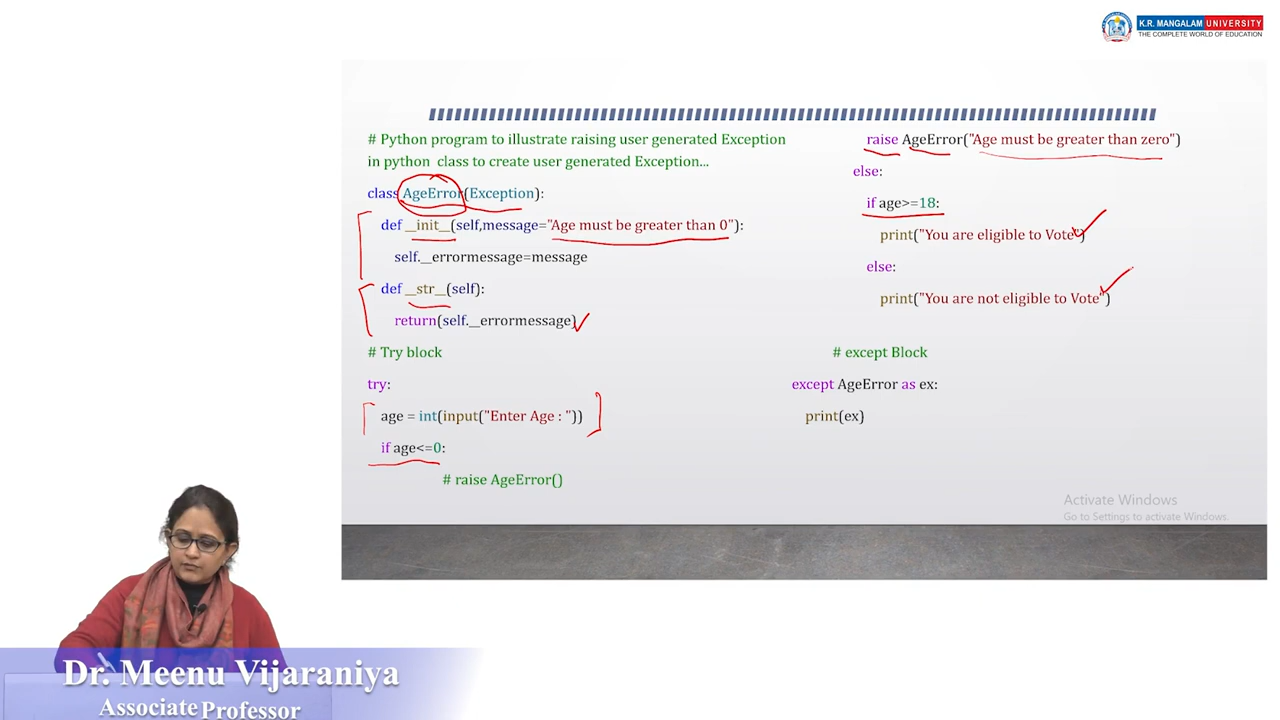 K.R. MANGALAM UNIVERSITY
THE COMPLETE WORLD OF EDUCATION
# Python program to illustrate raising user generated Exception
in python class to create user generated Exception...
class AgeError(Exception):
def __init__(self,message="Age must be greater than 0"):
self.__errormessage=message
def __str__(self):
return(self.__errormessage)
# Try block
try:
age = int(input("Enter Age : "))
if age<=0:
# raise AgeError()
raise AgeError("Age must be greater than zero")
else:
if age>=18:
print("You are eligible to Vote")
else:
print("You are not eligible to Vote")
# except Block
except AgeError as ex:
print(ex)
Activate Windows
Go to Settings to activate Windows.
Dr. Meenu Vijaraniya
Associate Professor